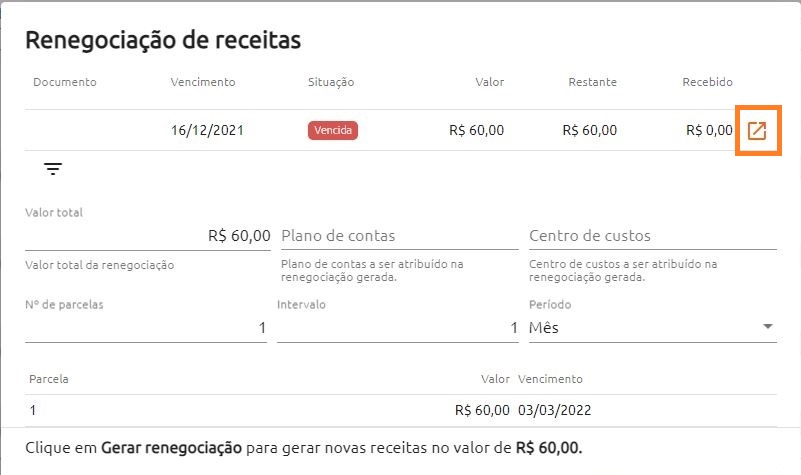 Renegociação de receitas
Documento Vencimento Situação Valor Restante Recebido
16/12/2021 Vencida R$ 60,00 R$ 60,00 R$ 0,00
Valor total
R$ 60,00 Plano de contas Centro de custos
Valor total da renegociação Plano de contas a ser atribuído na renegociação gerada. Centro de custos a ser atribuído na renegociação gerada.
Nº de parcelas Intervalo Período
1 1 Mês
Parcela Valor Vencimento
1 R$ 60,00 03/03/2022
Clique em Gerar renegociação para gerar novas receitas no valor de R$ 60,00.